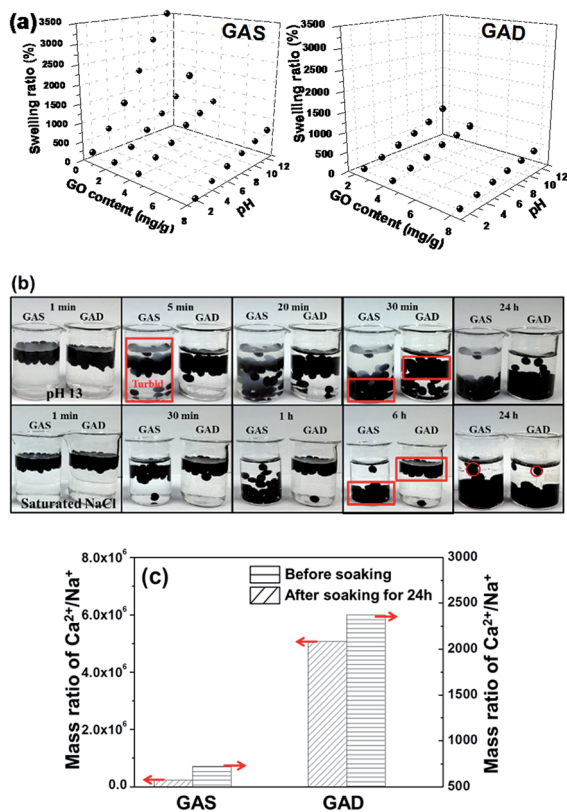 (a)
GAS
3500
3000
2500
2000
1500
1000
500
0
Swelling ratio (%)
0 2 4 6 8
GO content (mg/g)
2 4 6 8 10 12
pH
GAD
3500
3000
2500
2000
1500
1000
500
Swelling ratio (%)
2 4 6 8
GO content (mg/g)
2 4 6 8 10 12
pH
(b)
1 min 5 min 20 min 30 min 24 h
GAS GAD GAS GAD GAS GAD GAS GAD GAS GAD
Turbid
pH 13
1 min 30 min 1 h 6 h 24 h
GAS GAD GAS GAD GAS GAD GAS GAD GAS GAD
Saturated NaCl
(c)
Before soaking
After soaking for 24h
8.0x10⁶
6.0x10⁶
4.0x10⁶
2.0x10⁶
0.0
Mass ratio of Ca²⁺/Na⁺
3000
2500
2000
1500
1000
500
Mass ratio of Ca²⁺/Na⁺
GAS GAD